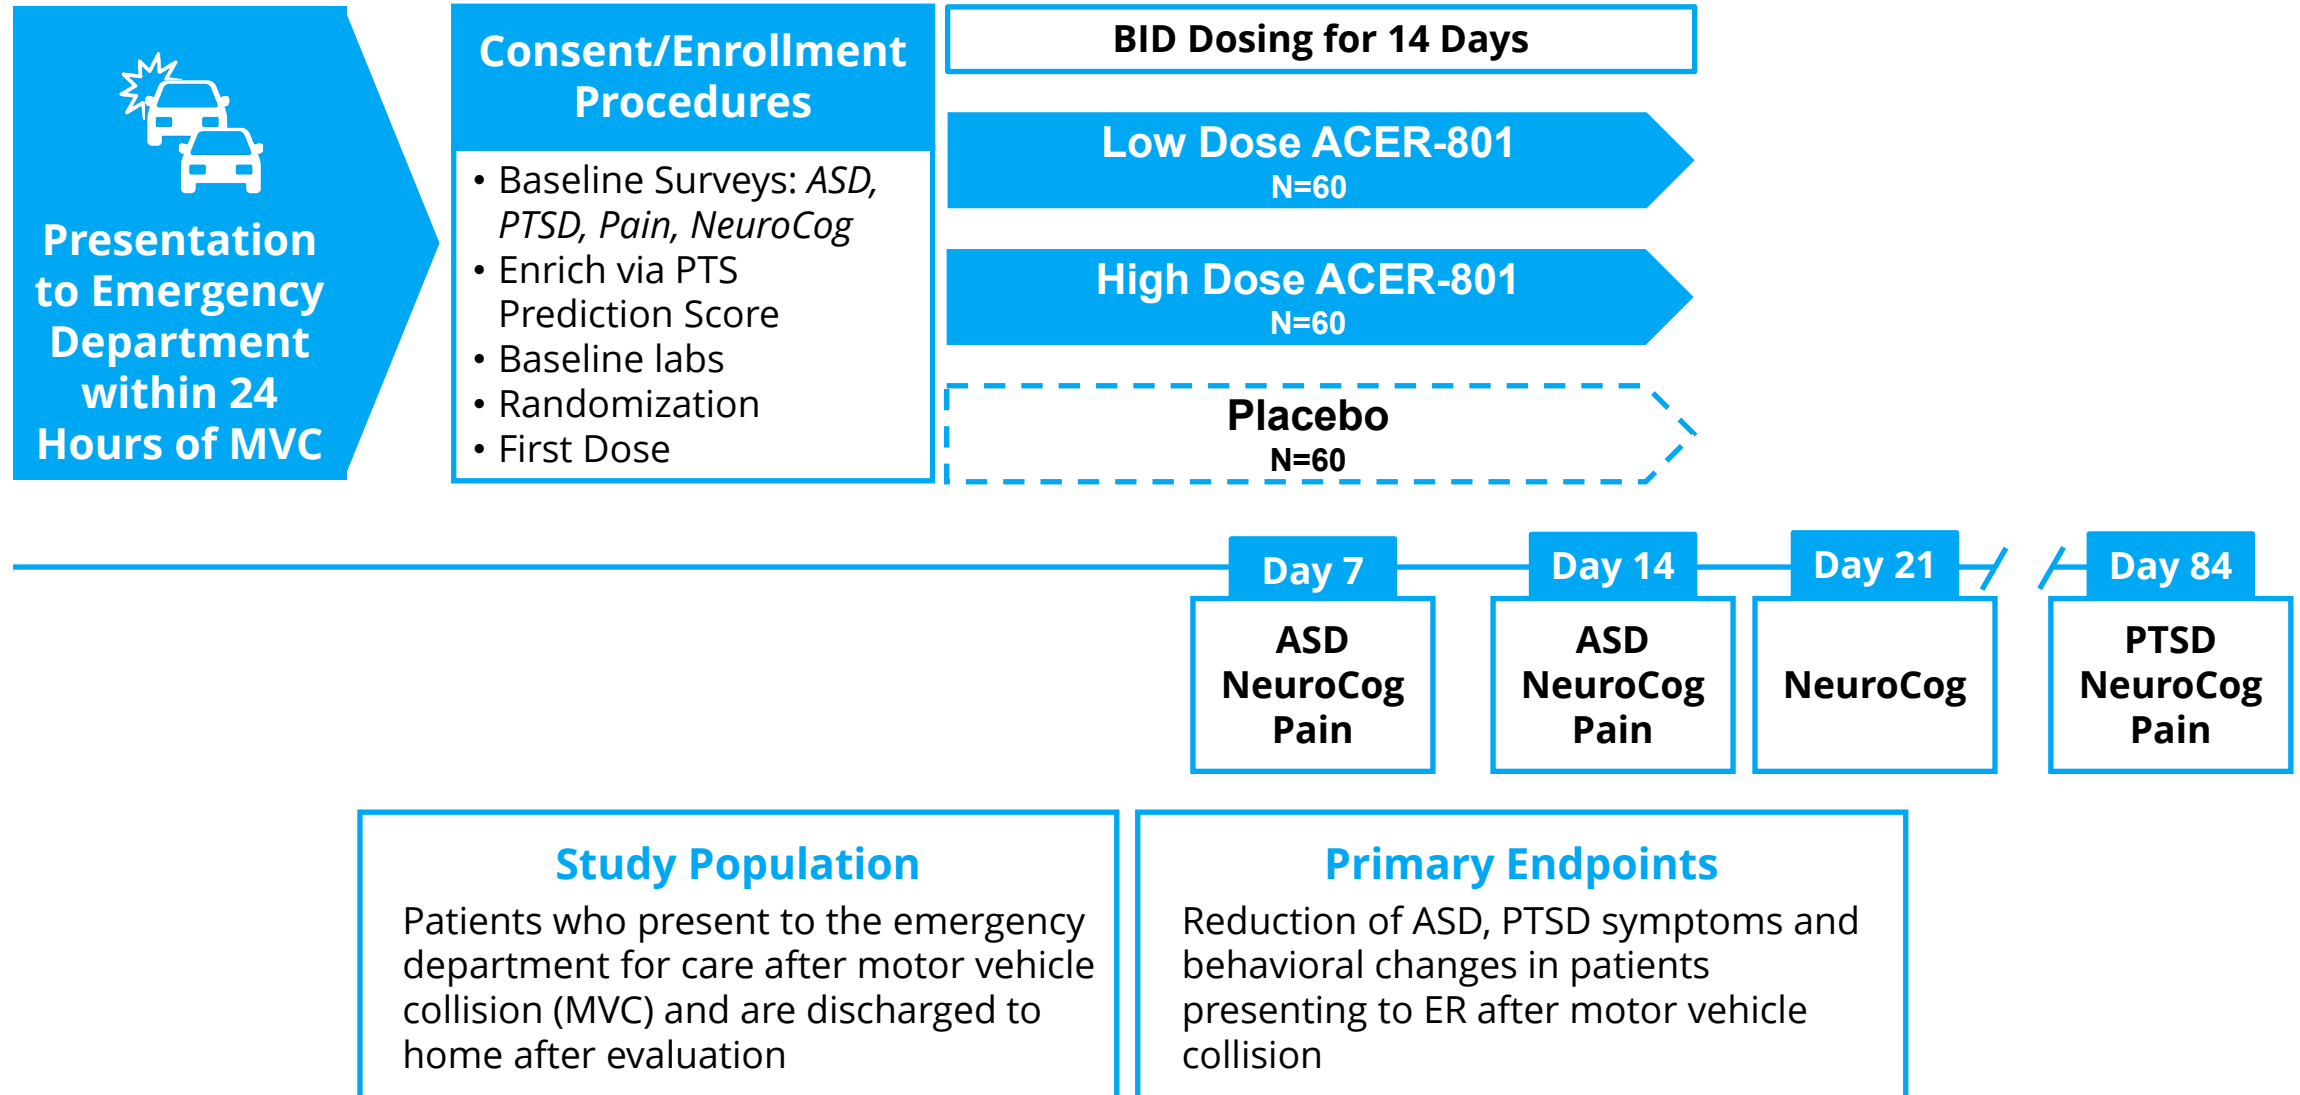 Presentation
to Emergency
Department
within 24
Hours of MVC
Consent/Enrollment
Procedures
• Baseline Surveys: ASD,
PTSD, Pain, NeuroCog
• Enrich via PTS
Prediction Score
• Baseline labs
• Randomization
• First Dose
BID Dosing for 14 Days
Low Dose ACER-801
N=60
High Dose ACER-801
N=60
Placebo
N=60
Day 7
ASD
NeuroCog
Pain
Day 14
ASD
NeuroCog
Pain
Day 21
NeuroCog
Day 84
PTSD
NeuroCog
Pain
Study Population
Patients who present to the emergency
department for care after motor vehicle
collision (MVC) and are discharged to
home after evaluation
Primary Endpoints
Reduction of ASD, PTSD symptoms and
behavioral changes in patients
presenting to ER after motor vehicle
collision